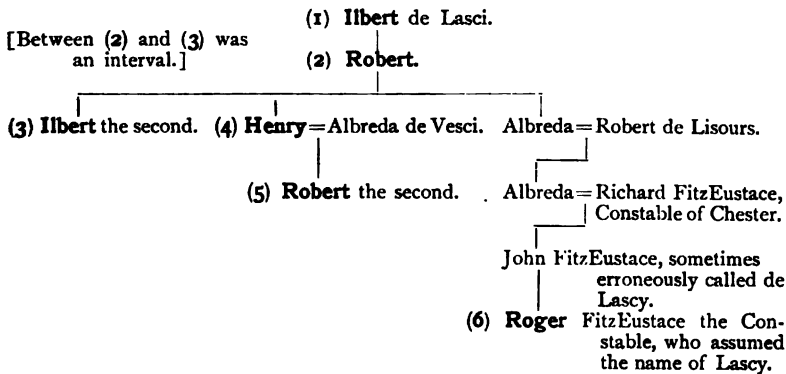 (1) Ilbert de Lasci.
[Between (2) and (3) was
an interval.]
(2) Robert.
(3) Ilbert the second. (4) Henry=Albreda de Vesci. Albreda=Robert de Lisours.
(5) Robert the second. Albreda=Richard FitzEustace,
Constable of Chester.
John FitzEustace, sometimes
erroneously called de
Lascy.
(6) Roger FitzEustace the Con-
stable, who assumed
the name of Lascy.